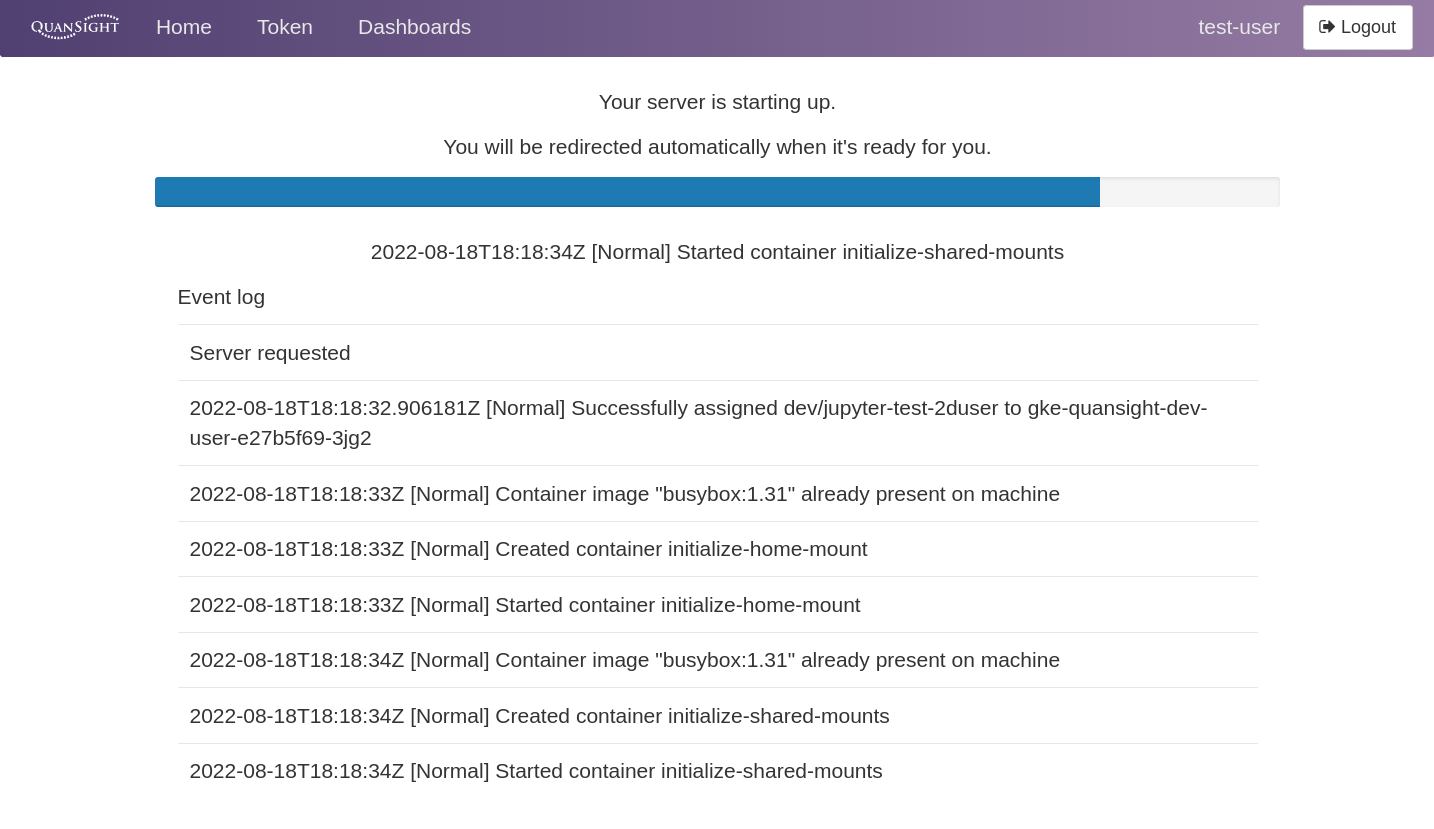 QUANSIGHT Home Token Dashboards test-user Logout
Your server is starting up.
You will be redirected automatically when it's ready for you.
2022-08-18T18:18:34Z [Normal] Started container initialize-shared-mounts
Event log
Server requested
2022-08-18T18:18:32.906181Z [Normal] Successfully assigned dev/jupyter-test-2duser to gke-quansight-dev-
user-e27b5f69-3jg2
2022-08-18T18:18:33Z [Normal] Container image "busybox:1.31" already present on machine
2022-08-18T18:18:33Z [Normal] Created container initialize-home-mount
2022-08-18T18:18:33Z [Normal] Started container initialize-home-mount
2022-08-18T18:18:34Z [Normal] Container image "busybox:1.31" already present on machine
2022-08-18T18:18:34Z [Normal] Created container initialize-shared-mounts
2022-08-18T18:18:34Z [Normal] Started container initialize-shared-mounts